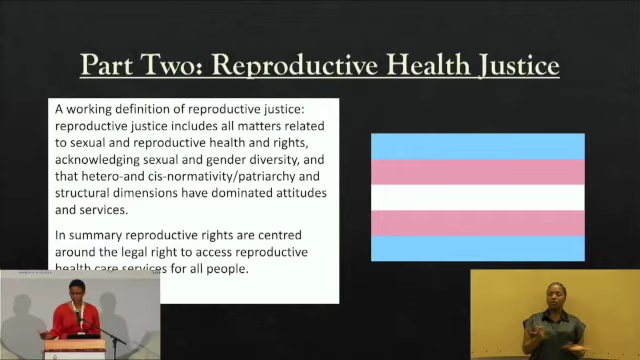 Part Two: Reproductive Health Justice
A working definition of reproductive justice:
reproductive justice includes all matters related
to sexual and reproductive health and rights,
acknowledging sexual and gender diversity, and
that hetero-and cis-normativity/patriarchy and
structural dimensions have dominated attitudes
and services.
In summary reproductive rights are centred
around the legal right to access reproductive
health care services for all people.